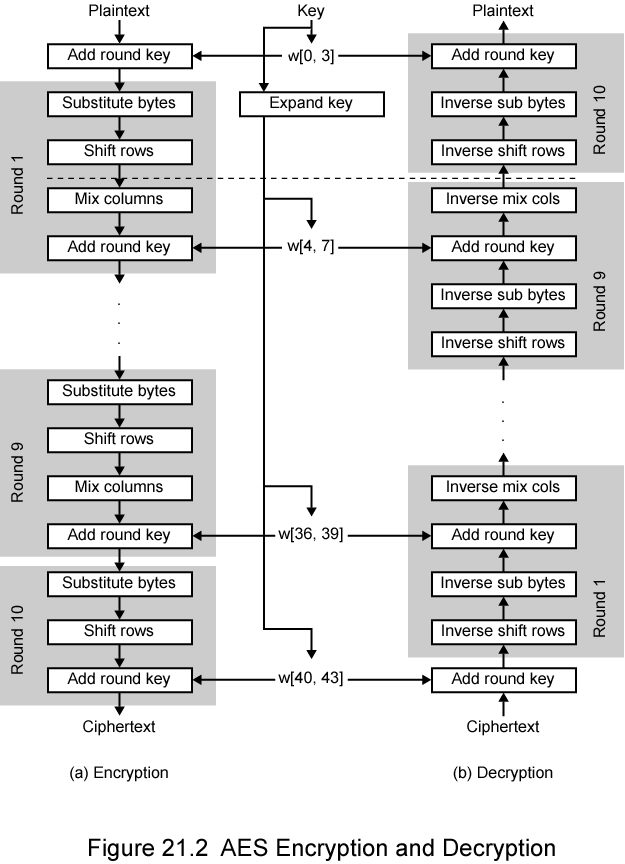 Plaintext
Key
Plaintext
Add round key
w[0, 3]
Add round key
Substitute bytes
Expand key
Inverse sub bytes
Shift rows
Inverse shift rows
Round 1
Round 10
Mix columns
Inverse mix cols
Add round key
w[4, 7]
Add round key
Inverse sub bytes
Inverse shift rows
Round 9
.
.
.
Substitute bytes
Shift rows
Mix columns
Add round key
Round 9
.
.
.
Inverse mix cols
w[36, 39]
Add round key
Substitute bytes
Inverse sub bytes
Shift rows
Inverse shift rows
Round 10
Round 1
Add round key
w[40, 43]
Add round key
Ciphertext
Ciphertext
(a) Encryption
(b) Decryption
Figure 21.2 AES Encryption and Decryption